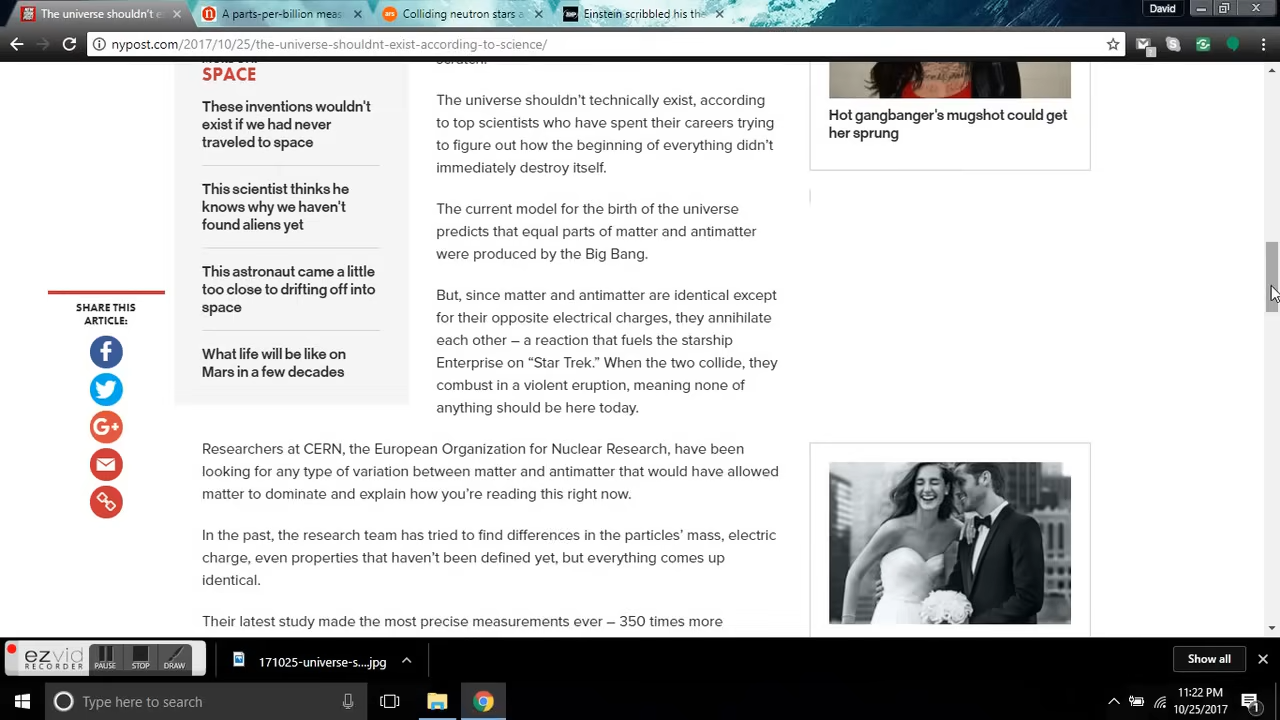 The universe shouldn't e
A parts-per-billion meas
Colliding neutron stars a
Einstein scribbled his the
David
nypost.com/2017/10/25/the-universe-shouldnt-exist-according-to-science/
SPACE
These inventions wouldn't
exist if we had never
traveled to space
This scientist thinks he
knows why we haven't
found aliens yet
This astronaut came a little
too close to drifting off into
space
What life will be like on
Mars in a few decades
SHARE THIS
ARTICLE:
The universe shouldn't technically exist, according
to top scientists who have spent their careers trying
to figure out how the beginning of everything didn't
immediately destroy itself.
The current model for the birth of the universe
predicts that equal parts of matter and antimatter
were produced by the Big Bang.
But, since matter and antimatter are identical except
for their opposite electrical charges, they annihilate
each other – a reaction that fuels the starship
Enterprise on “Star Trek.” When the two collide, they
combust in a violent eruption, meaning none of
anything should be here today.
Researchers at CERN, the European Organization for Nuclear Research, have been
looking for any type of variation between matter and antimatter that would have allowed
matter to dominate and explain how you're reading this right now.
In the past, the research team has tried to find differences in the particles' mass, electric
charge, even properties that haven't been defined yet, but everything comes up
identical.
Their latest study made the most precise measurements ever – 350 times more
Hot gangbanger's mugshot could get
her sprung
ezvid
RECORDER
PAUSE
STOP
DRAW
171025-universe-s....jpg
Show all
Type here to search
11:22 PM
10/25/2017